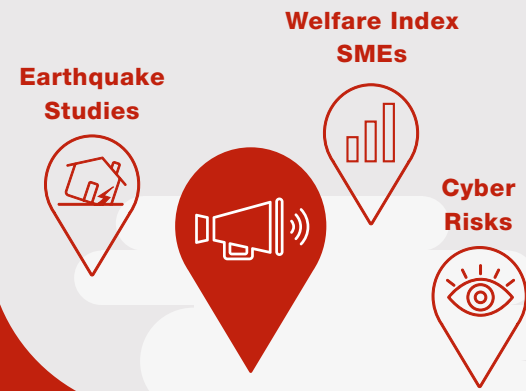 Welfare Index
SMEs
Earthquake
Studies
Cyber
Risks